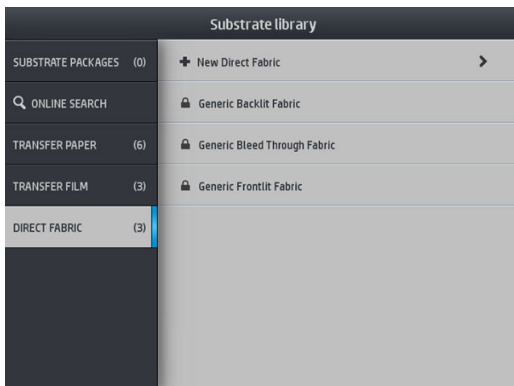 Substrate library
SUBSTRATE PACKAGES (0)
ONLINE SEARCH
TRANSFER PAPER (6)
TRANSFER FILM (3)
DIRECT FABRIC (3)
New Direct Fabric
Generic Backlit Fabric
Generic Bleed Through Fabric
Generic Frontlit Fabric